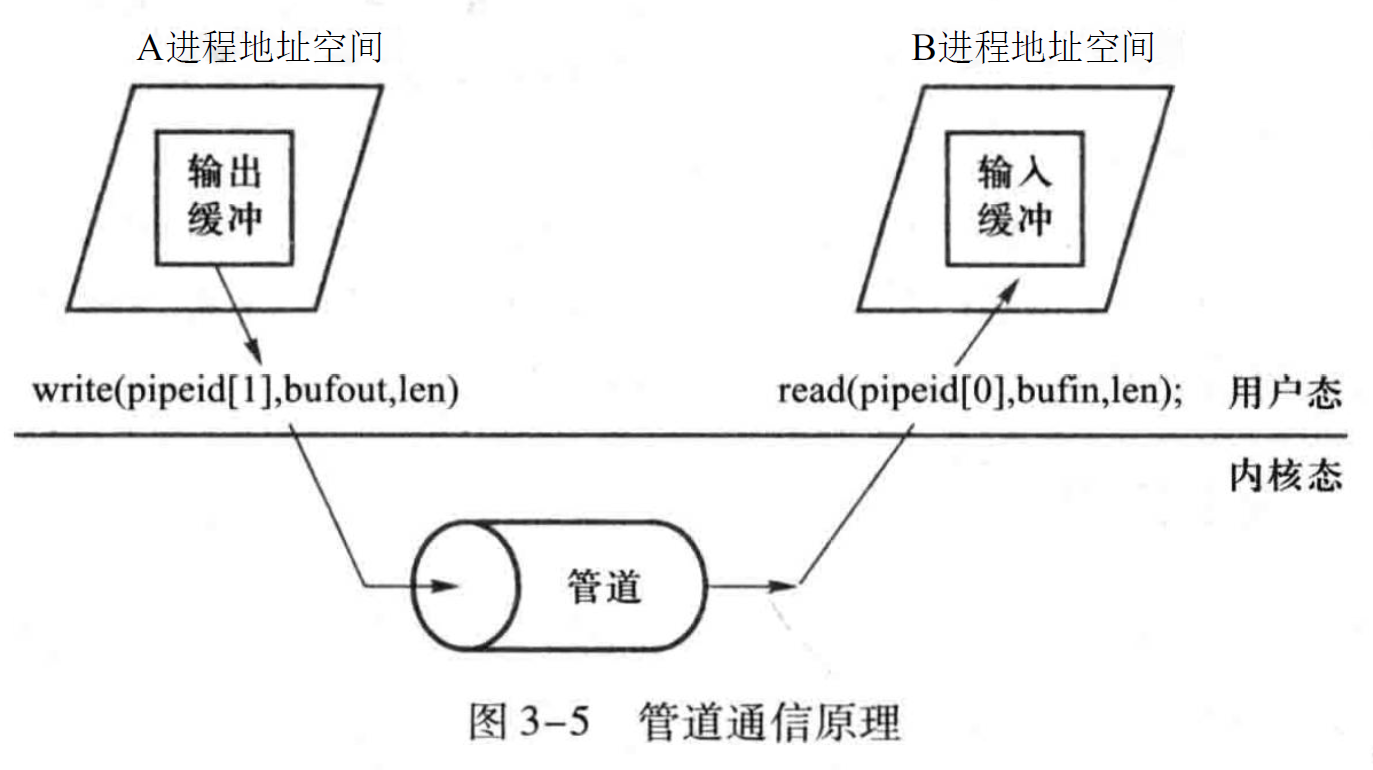 A进程地址空间
B进程地址空间
输出
缓冲
输入
缓冲
write(pipeid[1],bufout,len)
read(pipeid[0],bufin,len);
用户态
内核态
管道
图3-5 管道通信原理